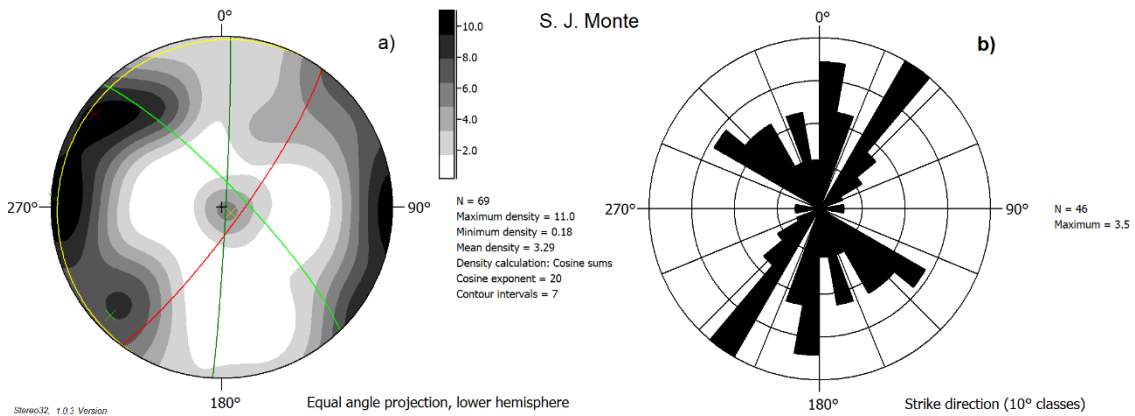 S. J. Monte
a)
0°
90°
180°
270°
10.0
8.0
6.0
4.0
2.0
N = 69
Maximum density = 11.0
Minimum density = 0.18
Mean density = 3.29
Density calculation: Cosine sums
Cosine exponent = 20
Contour intervals = 7
Stereo32, 1.0.3 Version
Equal angle projection, lower hemisphere
b)
0°
90°
180°
270°
N = 46
Maximum = 3.5
Strike direction (10° classes)